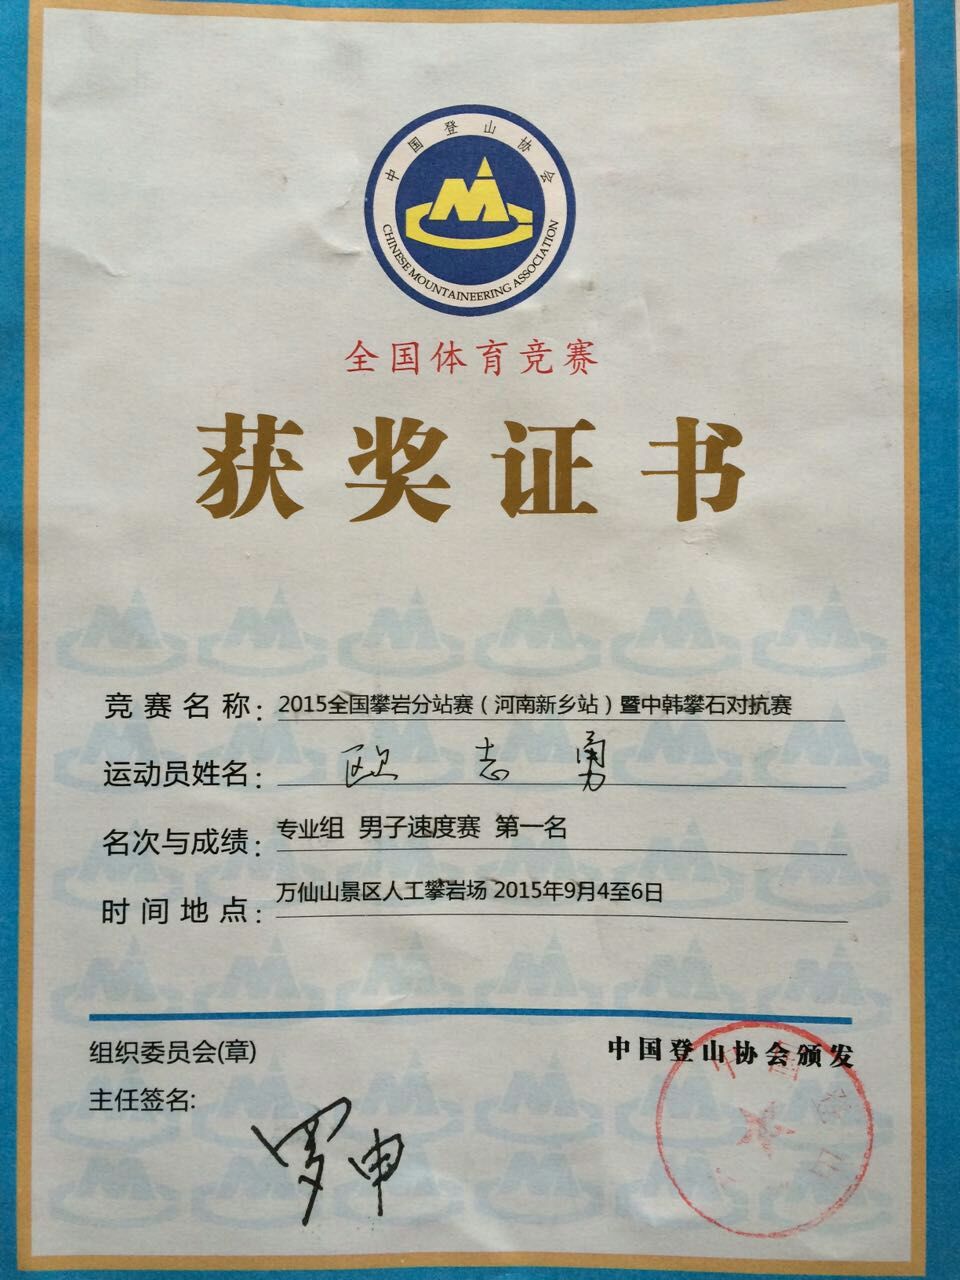 中国登山协会
CHINESE MOUNTAINEERING ASSOCIATION
全国体育竞赛
获奖证书
竞赛名称: 2015全国攀岩分站赛（河南新乡站）暨中韩攀石对抗赛
运动员姓名: 欧志勇
名次与成绩: 专业组 男子速度赛 第一名
时间地点: 万仙山景区人工攀岩场 2015年9月4至6日
组织委员会(章)
中国登山协会颁发
主任签名:
罗申
中国登山